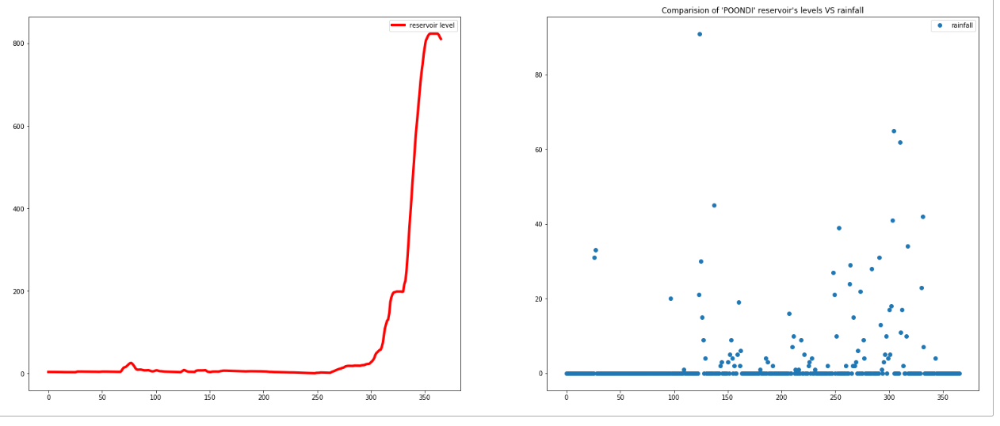 Comparision of 'POONDI' reservoir's levels VS rainfall
reservoir level
rainfall
800
600
400
200
0
0 50 100 150 200 250 300 350
80
60
40
20
0
0 50 100 150 200 250 300 350